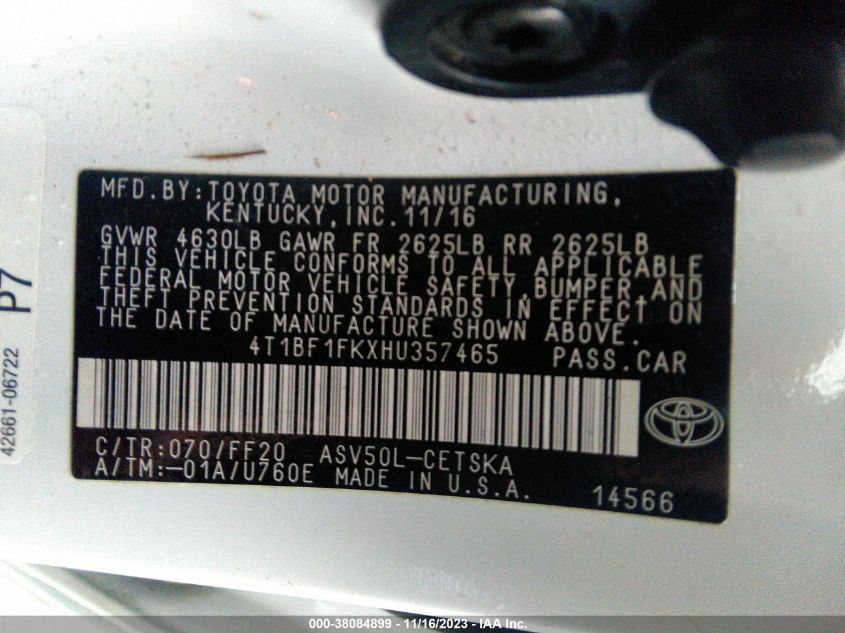 MFD.BY:TOYOTA MOTOR MANUFACTURING,
KENTUCKY,INC.11/16
GVWR 4630LB GAWR FR 2625LB RR 2625LB
THIS VEHICLE CONFORMS TO ALL APPLICABLE
FEDERAL MOTOR VEHICLE SAFETY,BUMPER,AND
THEFT PREVENTION STANDARDS IN EFFECT ON
THE DATE OF MANUFACTURE SHOWN ABOVE.
4T1BF1FKXHU357465 PASS.CAR
C/TR:070/FF20 ASV50L-CETSKA
A/TM:-01A/U760E MADE IN U.S.A. 14566
42661-06722 P7
000-38084899 - 11/16/2023 - IAA Inc.